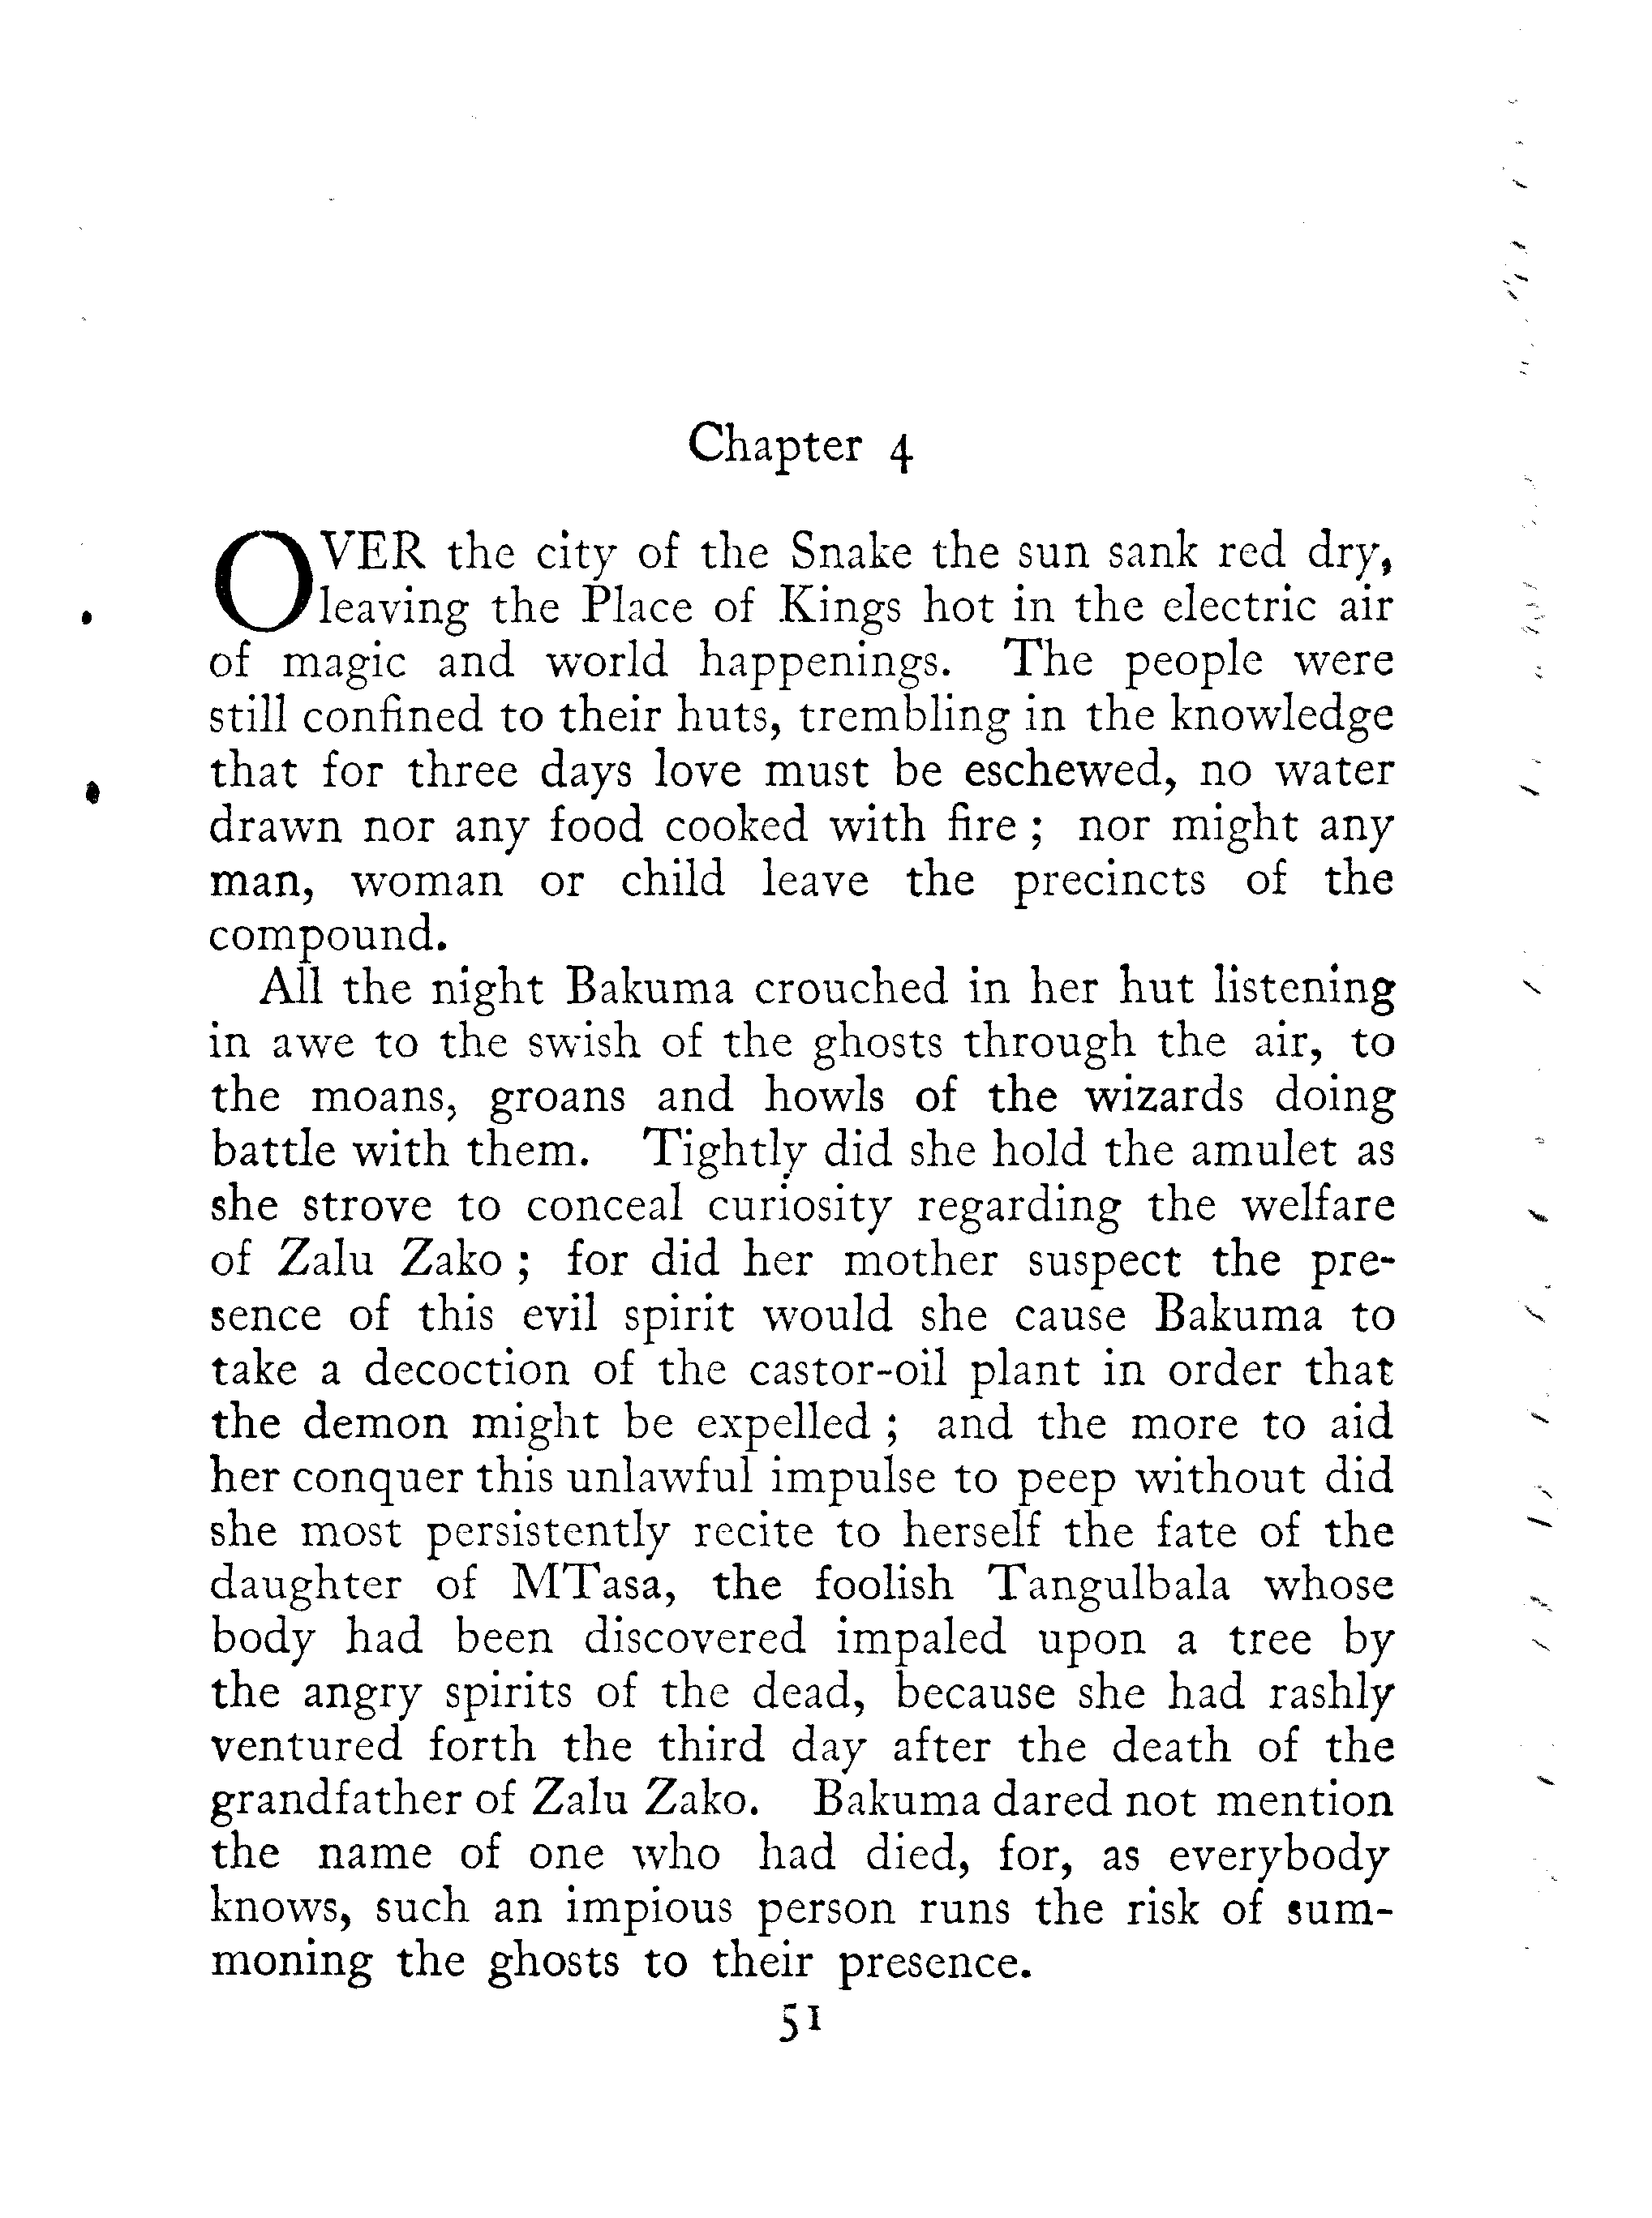 Chapter 4
OVER the city of the Snake the sun sank red dry,
leaving the Place of Kings hot in the electric air
of magic and world happenings. The people were
still confined to their huts, trembling in the knowledge
that for three days love must be eschewed, no water
drawn nor any food cooked with fire ; nor might any
man, woman or child leave the precincts of the
compound.
All the night Bakuma crouched in her hut listening
in awe to the swish of the ghosts through the air, to
the moans, groans and howls of the wizards doing
battle with them. Tightly did she hold the amulet as
she strove to conceal curiosity regarding the welfare
of Zalu Zako ; for did her mother suspect the pre-
sence of this evil spirit would she cause Bakuma to
take a decoction of the castor-oil plant in order that
the demon might be expelled ; and the more to aid
her conquer this unlawful impulse to peep without did
she most persistently recite to herself the fate of the
daughter of MTasa, the foolish Tangulbala whose
body had been discovered impaled upon a tree by
the angry spirits of the dead, because she had rashly
ventured forth the third day after the death of the
grandfather of Zalu Zako. Bakuma dared not mention
the name of one who had died, for, as everybody
knows, such an impious person runs the risk of sum-
moning the ghosts to their presence.
51